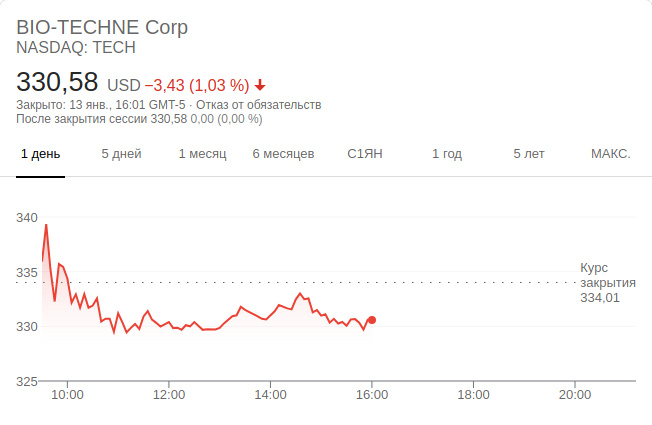 BIO-TECHNE Corp
NASDAQ: TECH
330,58 USD −3,43 (1,03 %)
Закрыто: 13 янв., 16:01 GMT-5 · Отказ от обязательств
После закрытия сессии 330,58 0,00 (0,00 %)
1 день 5 дней 1 месяц 6 месяцев С1ЯН 1 год 5 лет МАКС.
340
335
330
325
Курс
закрытия
334,01
10:00 12:00 14:00 16:00 18:00 20:00